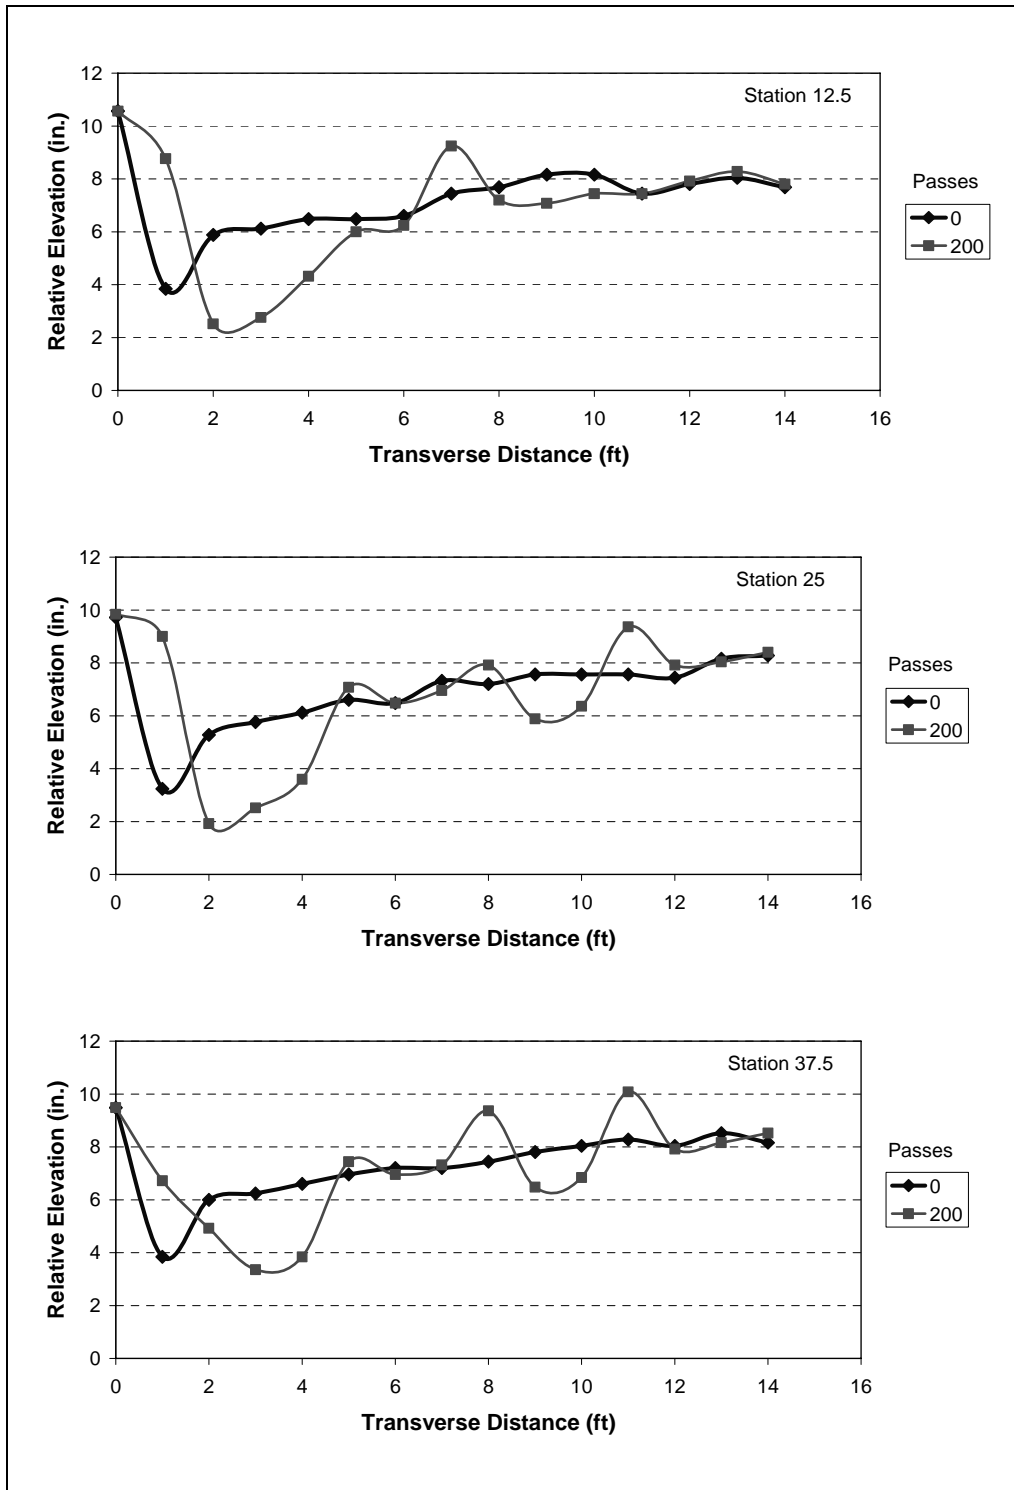 Station 12.5
12
10
8
6
4
2
0
Relative Elevation (in.)
0 2 4 6 8 10 12 14 16
Transverse Distance (ft)
Passes
0
200
Station 25
12
10
8
6
4
2
0
Relative Elevation (in.)
0 2 4 6 8 10 12 14 16
Transverse Distance (ft)
Passes
0
200
Station 37.5
12
10
8
6
4
2
0
Relative Elevation (in.)
0 2 4 6 8 10 12 14 16
Transverse Distance (ft)
Passes
0
200